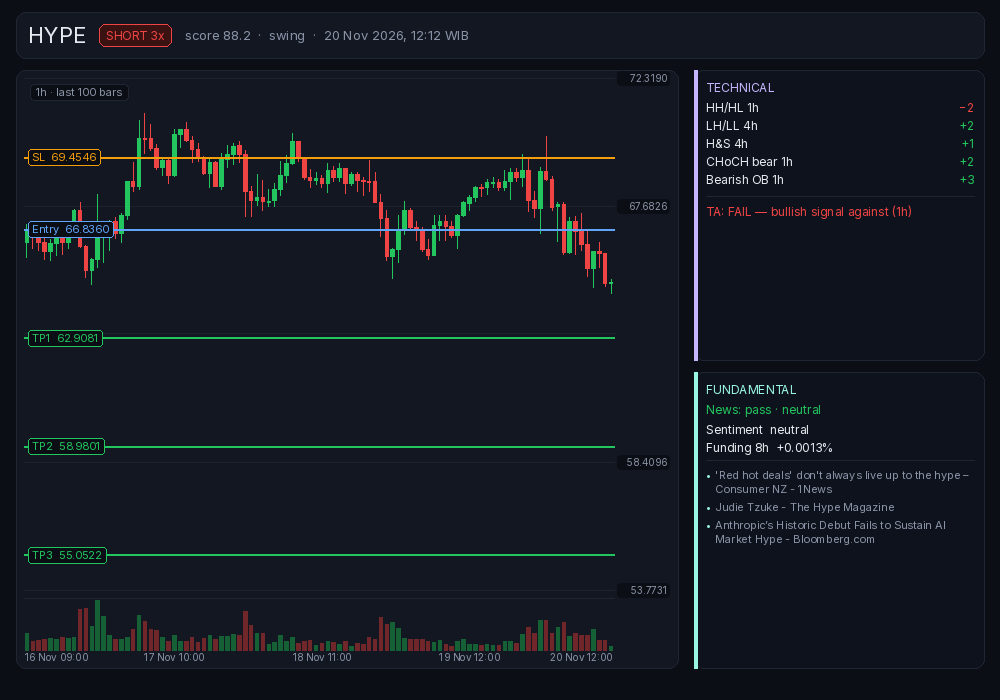 HYPE
SHORT 3x
score 88.2 · swing · 20 Nov 2026, 12:12 WIB
1h · last 100 bars
72.3190
SL 69.4546
67.6826
Entry 66.8360
TP1 62.9081
TP2 58.9801
58.4096
TP3 55.0522
53.7731
16 Nov 09:00
17 Nov 10:00
18 Nov 11:00
19 Nov 12:00
20 Nov 12:00
TECHNICAL
HH/HL 1h −2
LH/LL 4h +2
H&S 4h +1
CHoCH bear 1h +2
Bearish OB 1h +3
TA: FAIL — bullish signal against (1h)
FUNDAMENTAL
News: pass · neutral
Sentiment neutral
Funding 8h +0.0013%
• 'Red hot deals' don't always live up to the hype –
Consumer NZ - 1News
• Judie Tzuke - The Hype Magazine
• Anthropic's Historic Debut Fails to Sustain AI
Market Hype - Bloomberg.com